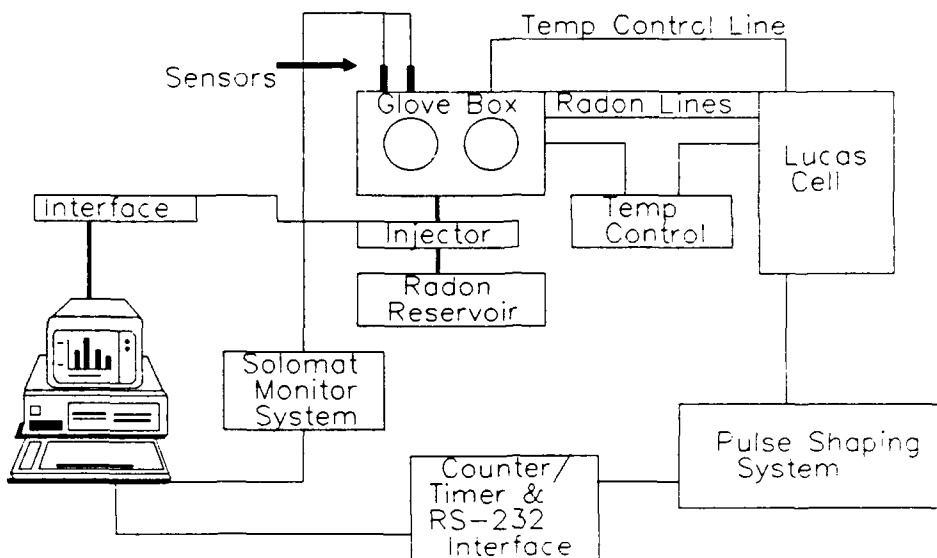 Temp Control Line
Sensors
Glove Box
Radon Lines
Lucas
Cell
Interface
Temp
Control
Injector
Radon
Reservoir
Solomat
Monitor
System
Pulse Shaping
System
Counter/
Timer &
RS-232
Interface